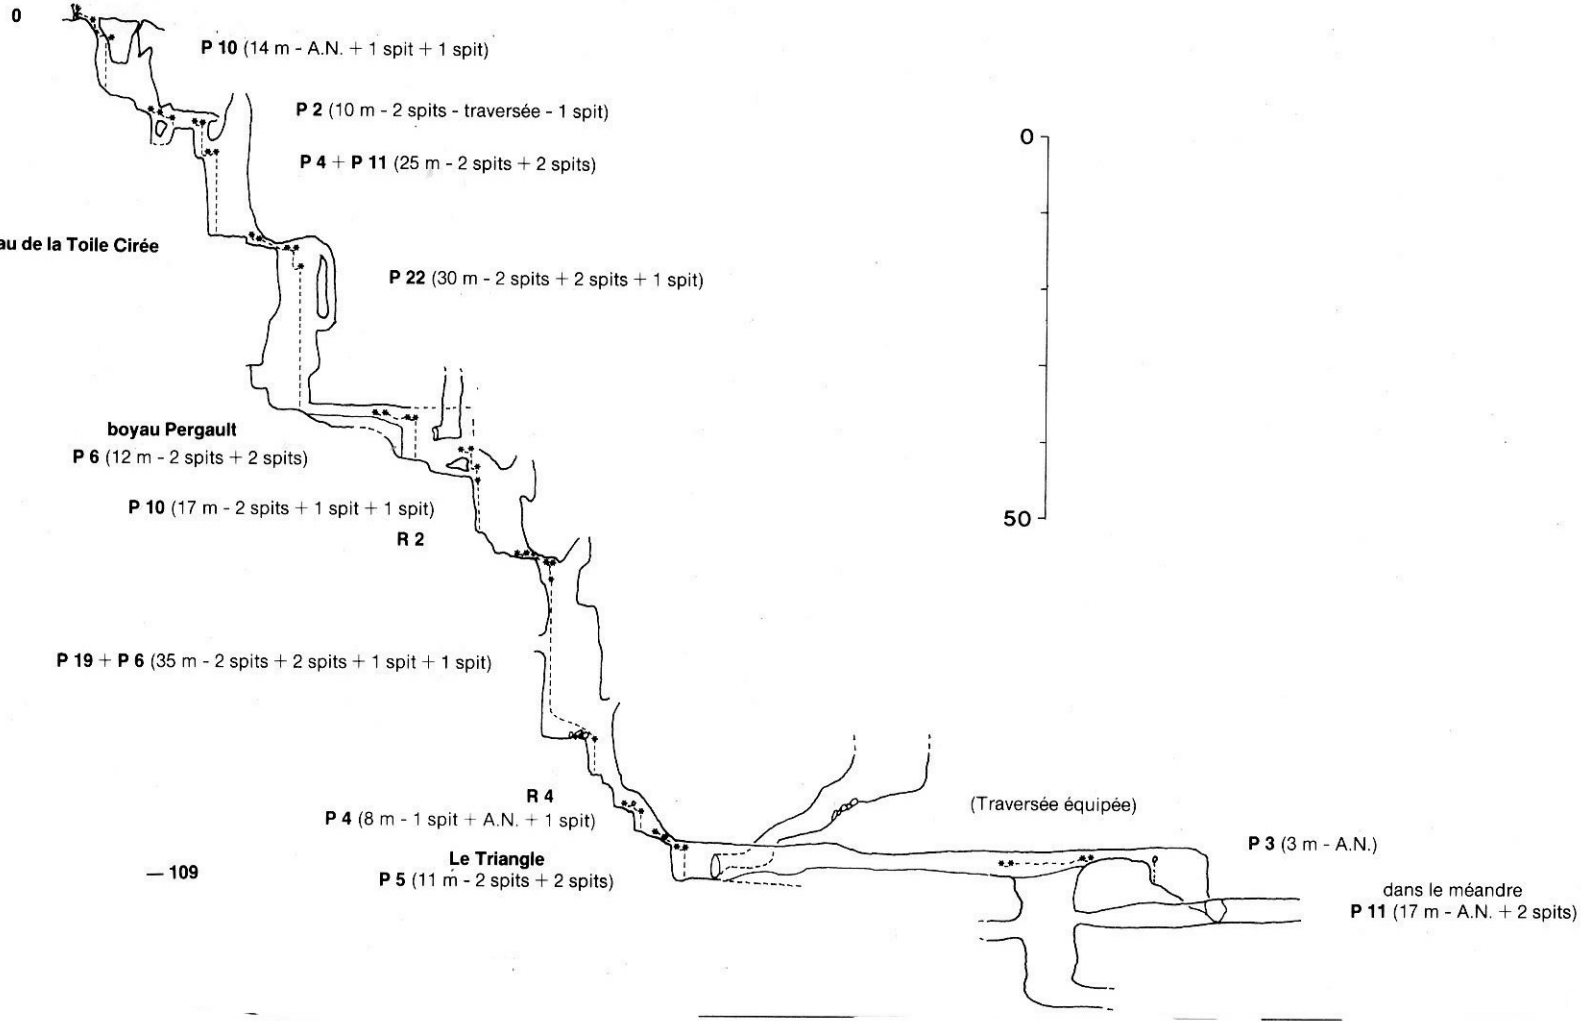 0
P 10 (14 m - A.N. + 1 spit + 1 spit)
P 2 (10 m - 2 spits - traversée - 1 spit)
0
P 4 + P 11 (25 m - 2 spits + 2 spits)
au de la Toile Cirée
P 22 (30 m - 2 spits + 2 spits + 1 spit)
boyau Pergault
P 6 (12 m - 2 spits + 2 spits)
P 10 (17 m - 2 spits + 1 spit + 1 spit)
50
R 2
P 19 + P 6 (35 m - 2 spits + 2 spits + 1 spit + 1 spit)
R 4
(Traversée équipée)
P 4 (8 m - 1 spit + A.N. + 1 spit)
P 3 (3 m - A.N.)
Le Triangle
— 109
P 5 (11 m - 2 spits + 2 spits)
dans le méandre
P 11 (17 m - A.N. + 2 spits)